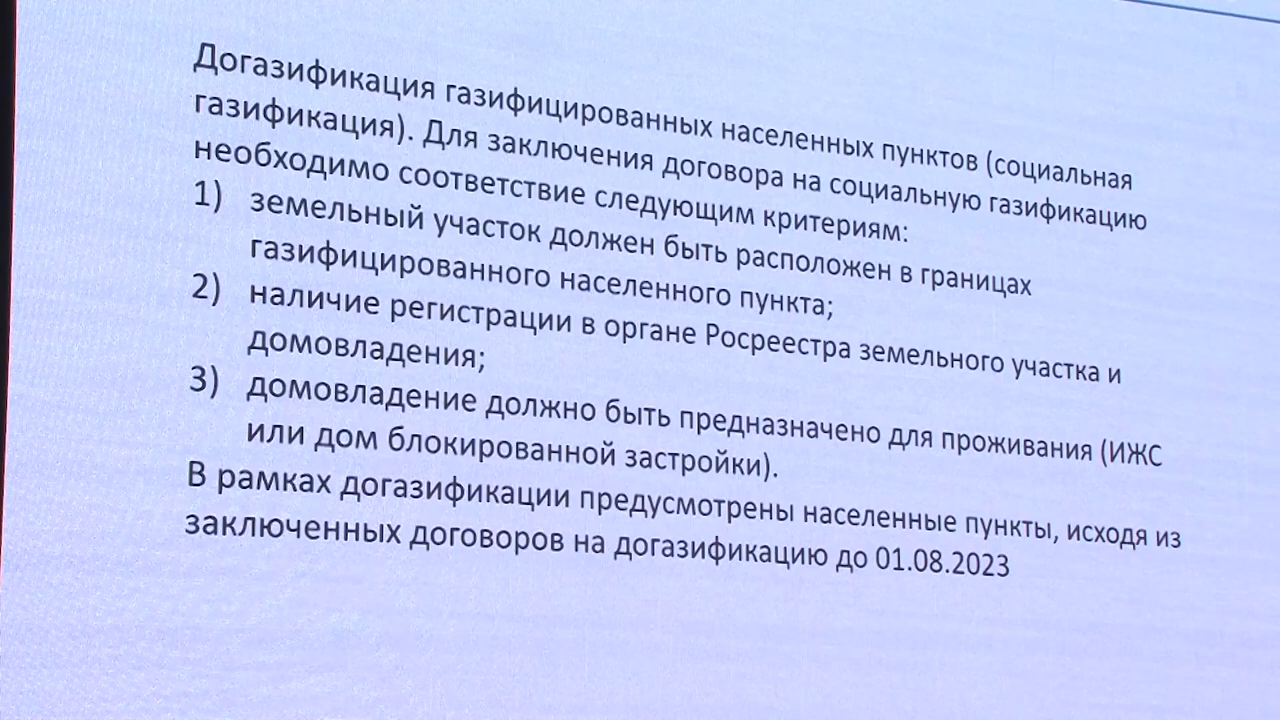 Догазификация газифицированных населенных пунктов (социальная
газификация). Для заключения договора на социальную газификацию
необходимо соответствие следующим критериям:
1) земельный участок должен быть расположен в границах
газифицированного населенного пункта;
2) наличие регистрации в органе Росреестра земельного участка и
домовладения;
3) домовладение должно быть предназначено для проживания (ИЖС
или дом блокированной застройки).
В рамках догазификации предусмотрены населенные пункты, исходя из
заключенных договоров на догазификацию до 01.08.2023